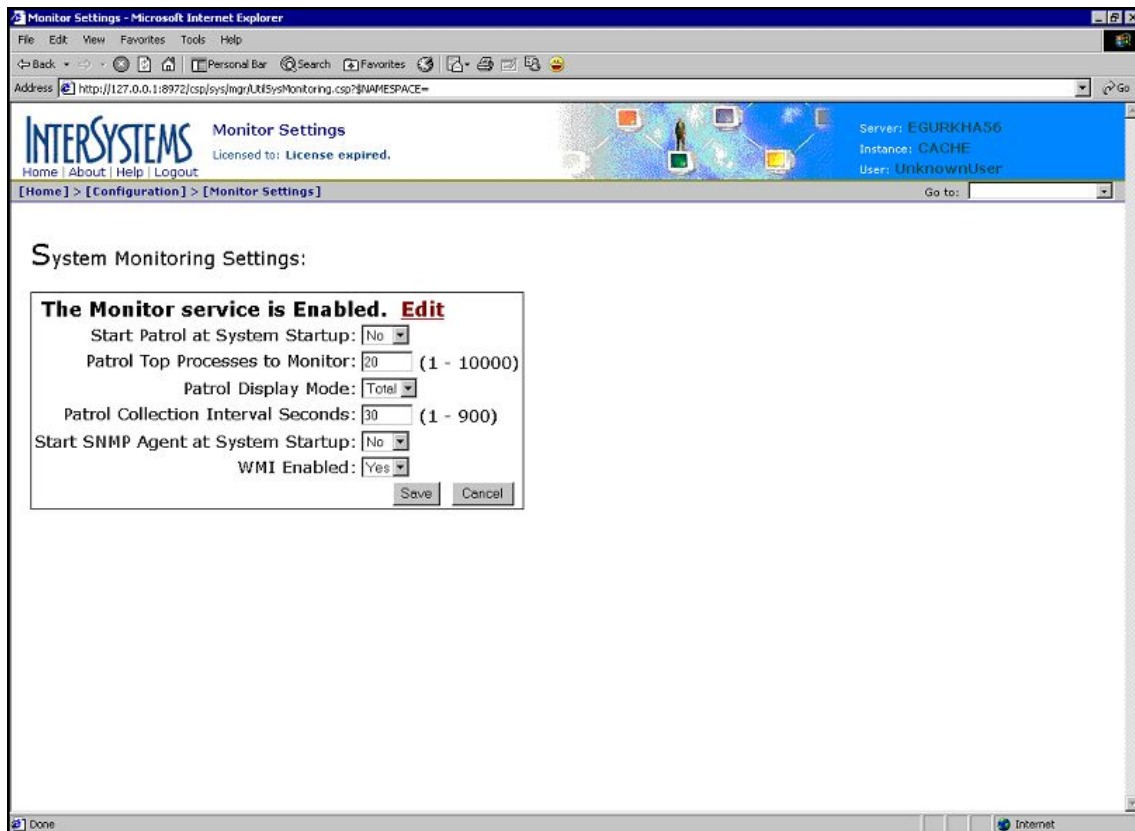 Monitor Settings - Microsoft Internet Explorer
File Edit View Favorites Tools Help
Back Personal Bar Search Favorites
Address http://127.0.0.1:8972/csp/sys/mgr/UtilSysMonitoring.csp?$NAMESPACE= Go
INTERSYSTEMS
Home | About | Help | Logout
Monitor Settings
Licensed to: License expired.
Server: EGURKHA56
Instance: CACHE
User: UnknownUser
[Home] > [Configuration] > [Monitor Settings] Go to:
System Monitoring Settings:
The Monitor service is Enabled. Edit
Start Patrol at System Startup: No
Patrol Top Processes to Monitor: 20 (1 - 10000)
Patrol Display Mode: Total
Patrol Collection Interval Seconds: 30 (1 - 900)
Start SNMP Agent at System Startup: No
WMI Enabled: Yes
Save Cancel
Done Internet